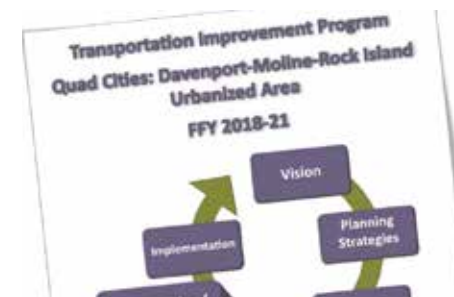 Transportation Improvement Program
Quad Cities: Davenport-Moline-Rock Island
Urbanized Area
FFY 2018-21
Vision
Planning
Strategies
Implementation